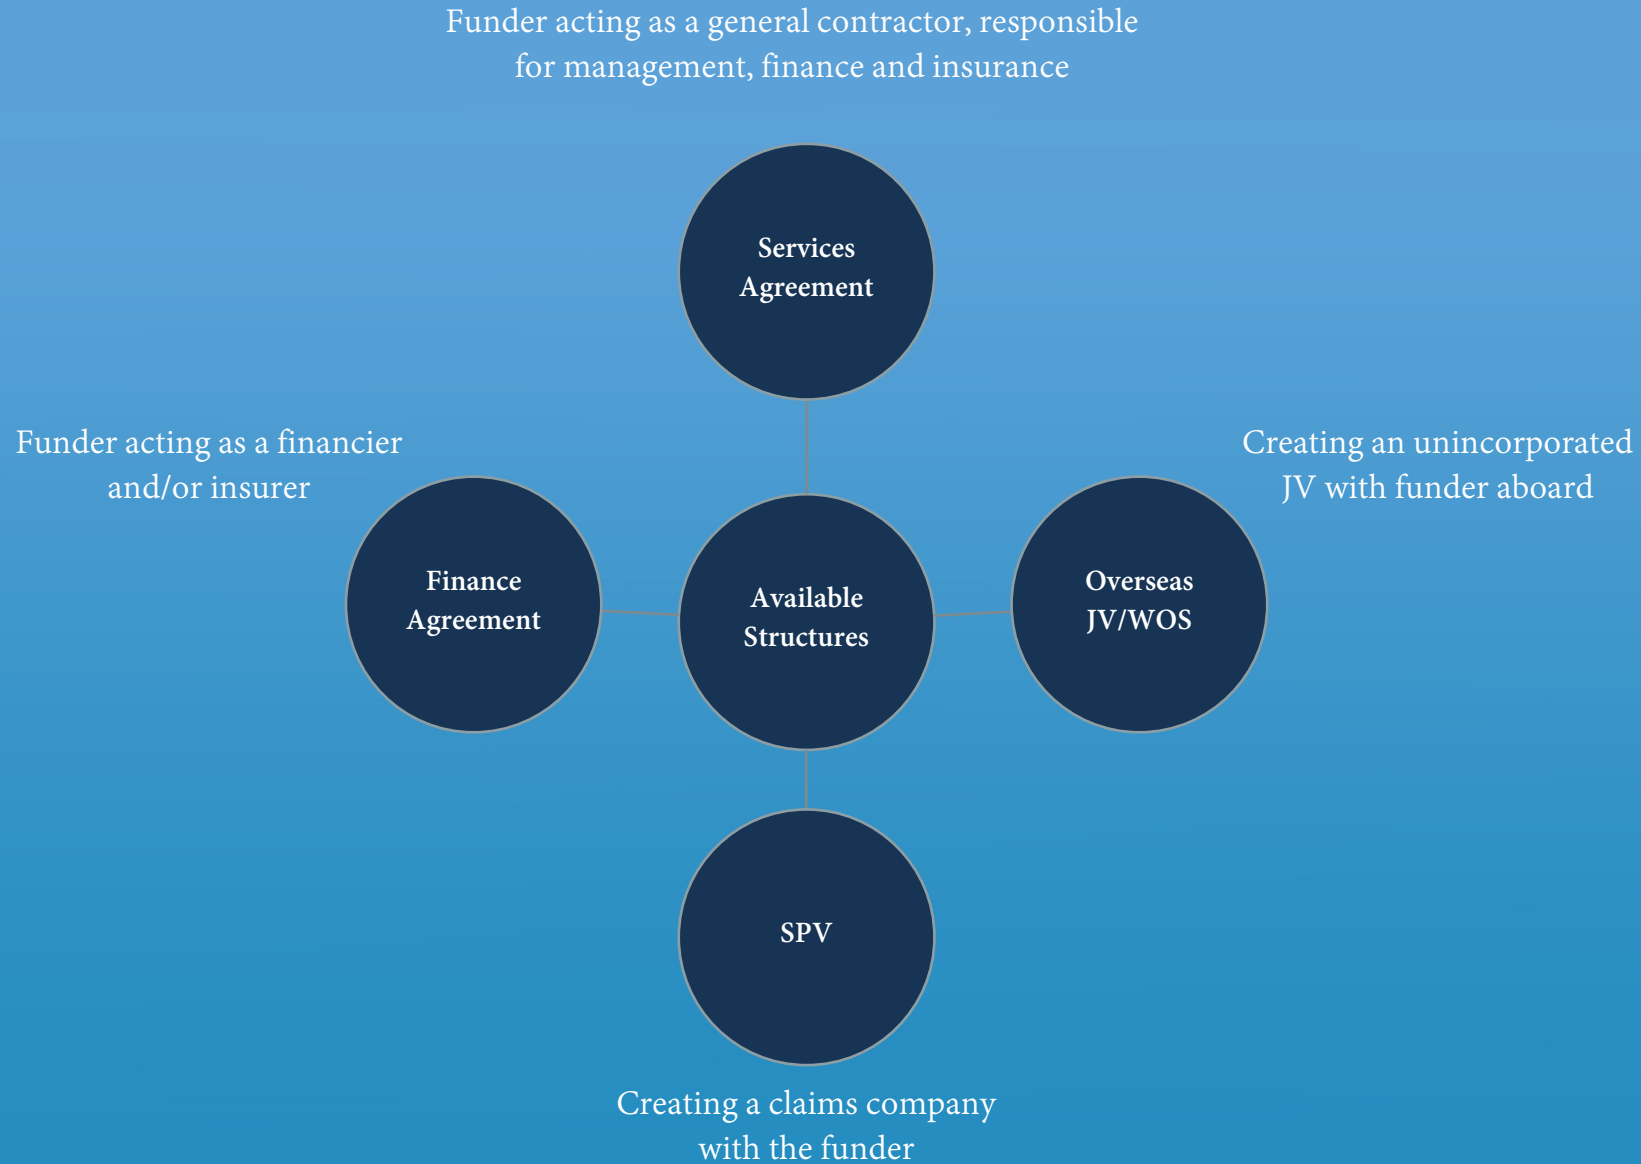 Funder acting as a general contractor, responsible
for management, finance and insurance
Services
Agreement
Funder acting as a financier
and/or insurer
Finance
Agreement
Available
Structures
Creating an unincorporated
JV with funder aboard
Overseas
JV/WOS
SPV
Creating a claims company
with the funder